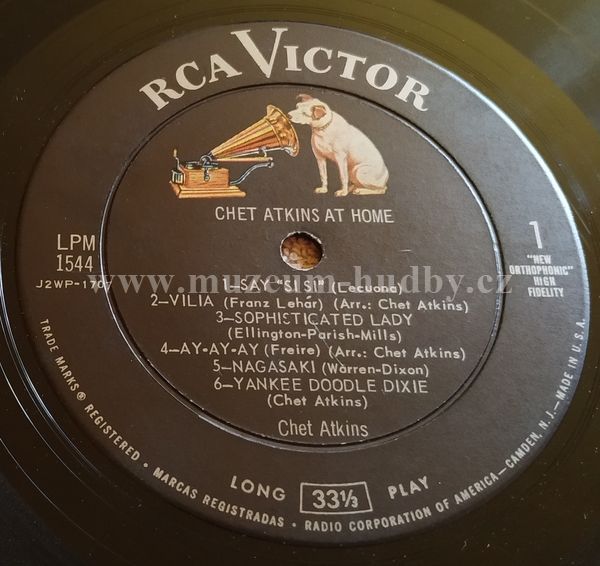 RCA VICTOR
CHET ATKINS AT HOME
LPM
1544
J2WP-1707
1
"NEW
ORTHOPHONIC"
HIGH
FIDELITY
www.muzeum-hudby.cz
1—SAY "SI SI" (Lecuona)
2—VILIA (Franz Lehár) (Arr.: Chet Atkins)
3—SOPHISTICATED LADY
(Ellington-Parish-Mills)
4—AY-AY-AY (Freire) (Arr.: Chet Atkins)
5—NAGASAKI (Warren-Dixon)
6—YANKEE DOODLE DIXIE
(Chet Atkins)
Chet Atkins
LONG 33⅓ PLAY
TRADE MARKS® REGISTERED • MARCAS REGISTRADAS • RADIO CORPORATION OF AMERICA—CAMDEN, N. J.—MADE IN U.S.A.